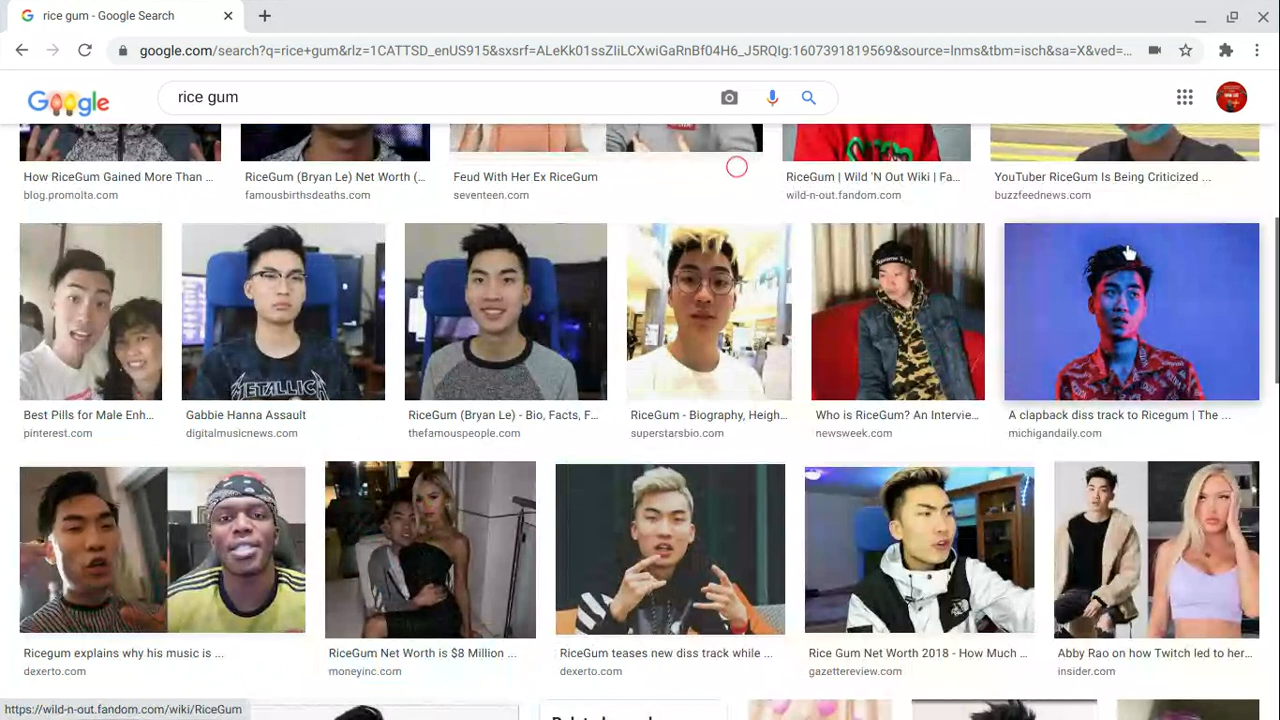 rice gum - Google Search
google.com/search?q=rice+gum&rlz=1CATTSD_enUS915&sxsrf=ALeKk01ssZIiLCXwiGaRnBf04H6_J5RQIg:1607391819569&source=lnms&tbm=isch&sa=X&ved=...
Google
rice gum
How RiceGum Gained More Than ...
RiceGum (Bryan Le) Net Worth (...
Feud With Her Ex RiceGum
RiceGum | Wild 'N Out Wiki | Fa...
YouTuber RiceGum Is Being Criticized ...
blog.promolta.com
famousbirthsdeaths.com
seventeen.com
wild-n-out.fandom.com
buzzfeednews.com
METALLICA
Best Pills for Male Enh...
Gabbie Hanna Assault
RiceGum (Bryan Le) - Bio, Facts, F...
RiceGum - Biography, Heigh...
Who is RiceGum? An Intervie...
A clapback diss track to Ricegum | The ...
pinterest.com
digitalmusicnews.com
thefamouspeople.com
superstarsbio.com
newsweek.com
michigandaily.com
Ricegum explains why his music is ...
RiceGum Net Worth is $8 Million ...
RiceGum teases new diss track while ...
Rice Gum Net Worth 2018 - How Much ...
Abby Rao on how Twitch led to her...
dexerto.com
moneyinc.com
dexerto.com
gazettereview.com
insider.com
https://wild-n-out.fandom.com/wiki/RiceGum